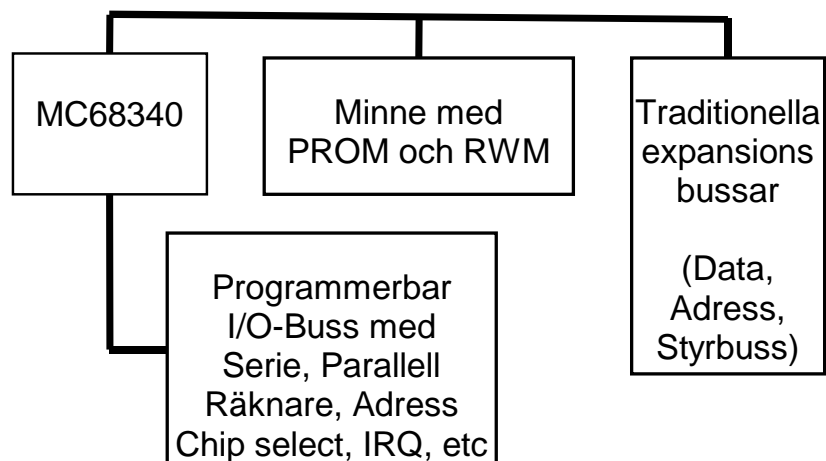 MC68340
Minne med
PROM och RWM
Traditionella
expansions
bussar
(Data,
Adress,
Styrbuss)
Programmerbar
I/O-Buss med
Serie, Parallell
Räknare, Adress
Chip select, IRQ, etc